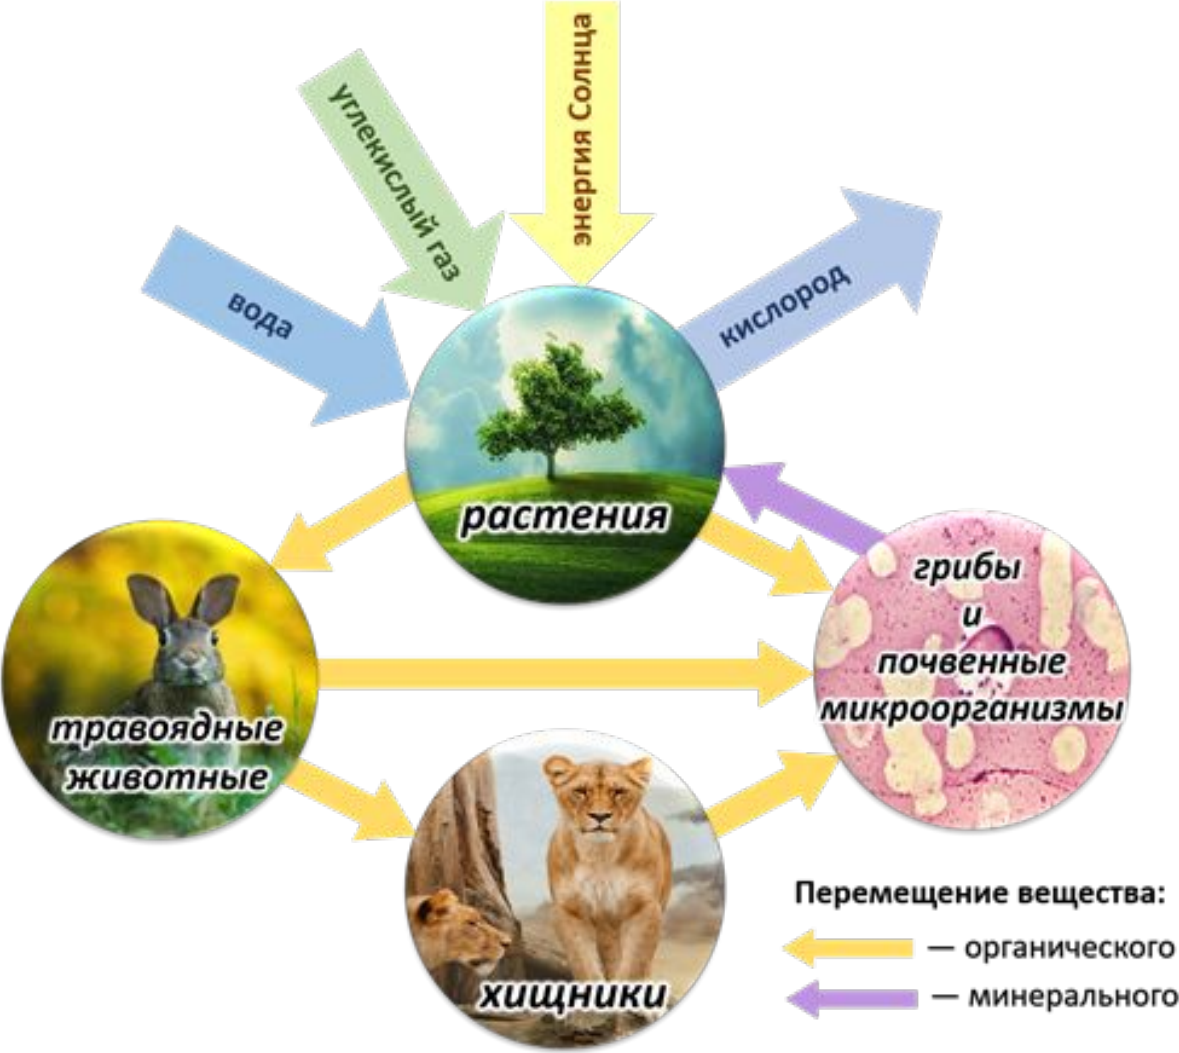 энергия Солнца
углекислый газ
вода
кислород
растения
грибы
и
почвенные
микроорганизмы
травоядные
животные
хищники
Перемещение вещества:
— органического
— минерального